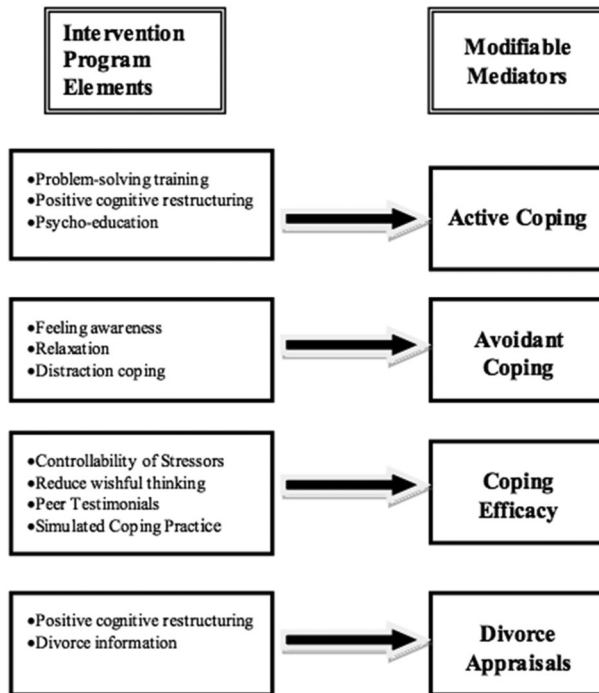 Intervention
Program
Elements
Modifiable
Mediators
•Problem-solving training
•Positive cognitive restructuring
•Psycho-education
Active Coping
•Feeling awareness
•Relaxation
•Distraction coping
Avoidant
Coping
•Controllability of Stressors
•Reduce wishful thinking
•Peer Testimonials
•Simulated Coping Practice
Coping
Efficacy
•Positive cognitive restructuring
•Divorce information
Divorce
Appraisals